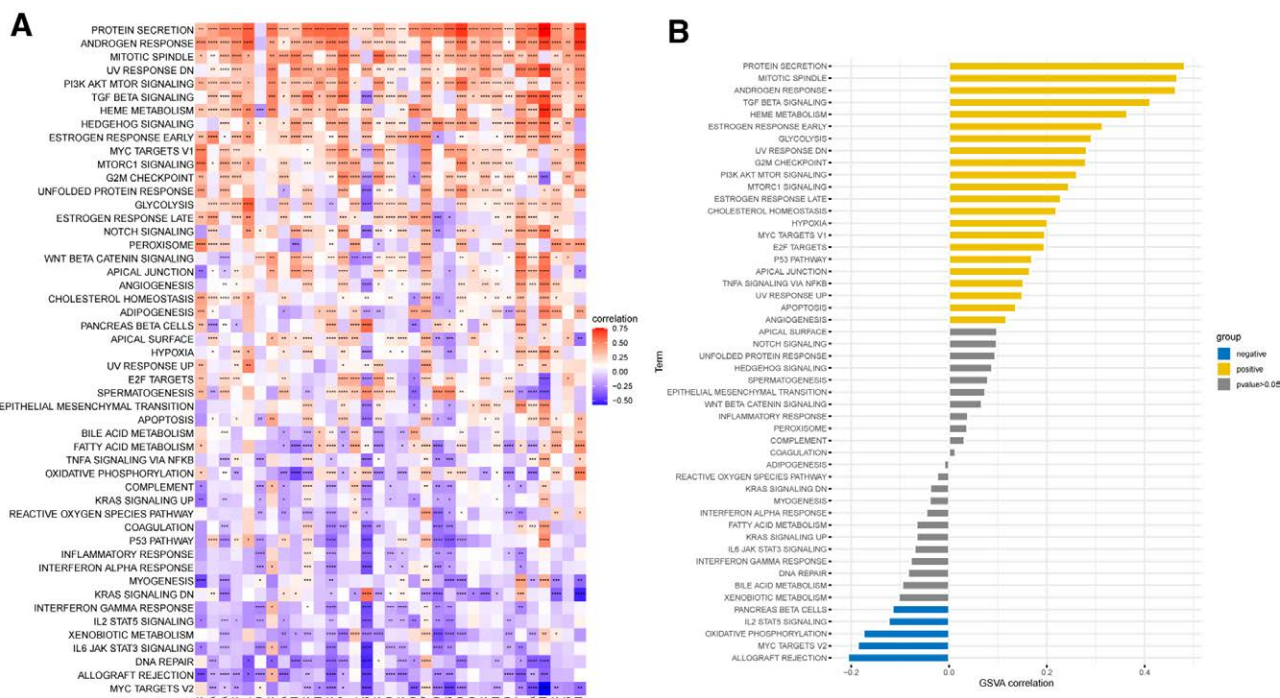 A
PROTEIN SECRETION
ANDROGEN RESPONSE
MITOTIC SPINDLE
UV RESPONSE DN
PI3K AKT MTOR SIGNALING
TGF BETA SIGNALING
HEME METABOLISM
HEDGEHOG SIGNALING
ESTROGEN RESPONSE EARLY
MYC TARGETS V1
MTORC1 SIGNALING
G2M CHECKPOINT
UNFOLDED PROTEIN RESPONSE
GLYCOLYSIS
ESTROGEN RESPONSE LATE
NOTCH SIGNALING
PEROXISOME
WNT BETA CATENIN SIGNALING
APICAL JUNCTION
ANGIOGENESIS
CHOLESTEROL HOMEOSTASIS
ADIPOGENESIS
PANCREAS BETA CELLS
APICAL SURFACE
HYPOXIA
UV RESPONSE UP
E2F TARGETS
SPERMATOGENESIS
EPITHELIAL MESENCHYMAL TRANSITION
APOPTOSIS
BILE ACID METABOLISM
FATTY ACID METABOLISM
TNFA SIGNALING VIA NFKB
OXIDATIVE PHOSPHORYLATION
COMPLEMENT
KRAS SIGNALING UP
REACTIVE OXYGEN SPECIES PATHWAY
COAGULATION
P53 PATHWAY
INFLAMMATORY RESPONSE
INTERFERON ALPHA RESPONSE
MYOGENESIS
KRAS SIGNALING DN
INTERFERON GAMMA RESPONSE
IL2 STAT5 SIGNALING
XENOBIOTIC METABOLISM
IL6 JAK STAT3 SIGNALING
DNA REPAIR
ALLOGRAFT REJECTION
MYC TARGETS V2
correlation
0.75
0.50
0.25
0.00
−0.25
−0.50
B
PROTEIN SECRETION
MITOTIC SPINDLE
ANDROGEN RESPONSE
TGF BETA SIGNALING
HEME METABOLISM
ESTROGEN RESPONSE EARLY
GLYCOLYSIS
UV RESPONSE DN
G2M CHECKPOINT
PI3K AKT MTOR SIGNALING
MTORC1 SIGNALING
ESTROGEN RESPONSE LATE
CHOLESTEROL HOMEOSTASIS
HYPOXIA
MYC TARGETS V1
E2F TARGETS
P53 PATHWAY
APICAL JUNCTION
TNFA SIGNALING VIA NFKB
UV RESPONSE UP
APOPTOSIS
ANGIOGENESIS
APICAL SURFACE
NOTCH SIGNALING
UNFOLDED PROTEIN RESPONSE
HEDGEHOG SIGNALING
SPERMATOGENESIS
EPITHELIAL MESENCHYMAL TRANSITION
WNT BETA CATENIN SIGNALING
INFLAMMATORY RESPONSE
PEROXISOME
COMPLEMENT
COAGULATION
ADIPOGENESIS
REACTIVE OXYGEN SPECIES PATHWAY
KRAS SIGNALING DN
MYOGENESIS
INTERFERON ALPHA RESPONSE
FATTY ACID METABOLISM
KRAS SIGNALING UP
IL6 JAK STAT3 SIGNALING
INTERFERON GAMMA RESPONSE
DNA REPAIR
BILE ACID METABOLISM
XENOBIOTIC METABOLISM
PANCREAS BETA CELLS
IL2 STAT5 SIGNALING
OXIDATIVE PHOSPHORYLATION
MYC TARGETS V2
ALLOGRAFT REJECTION
Term
−0.2 0.0 0.2 0.4
GSVA correlation
group
negative
positive
pvalue>0.05